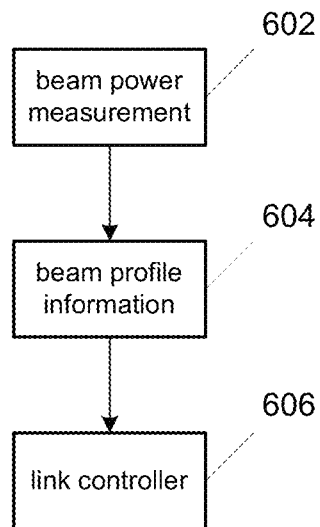 602
beam power
measurement
604
beam profile
information
606
link controller